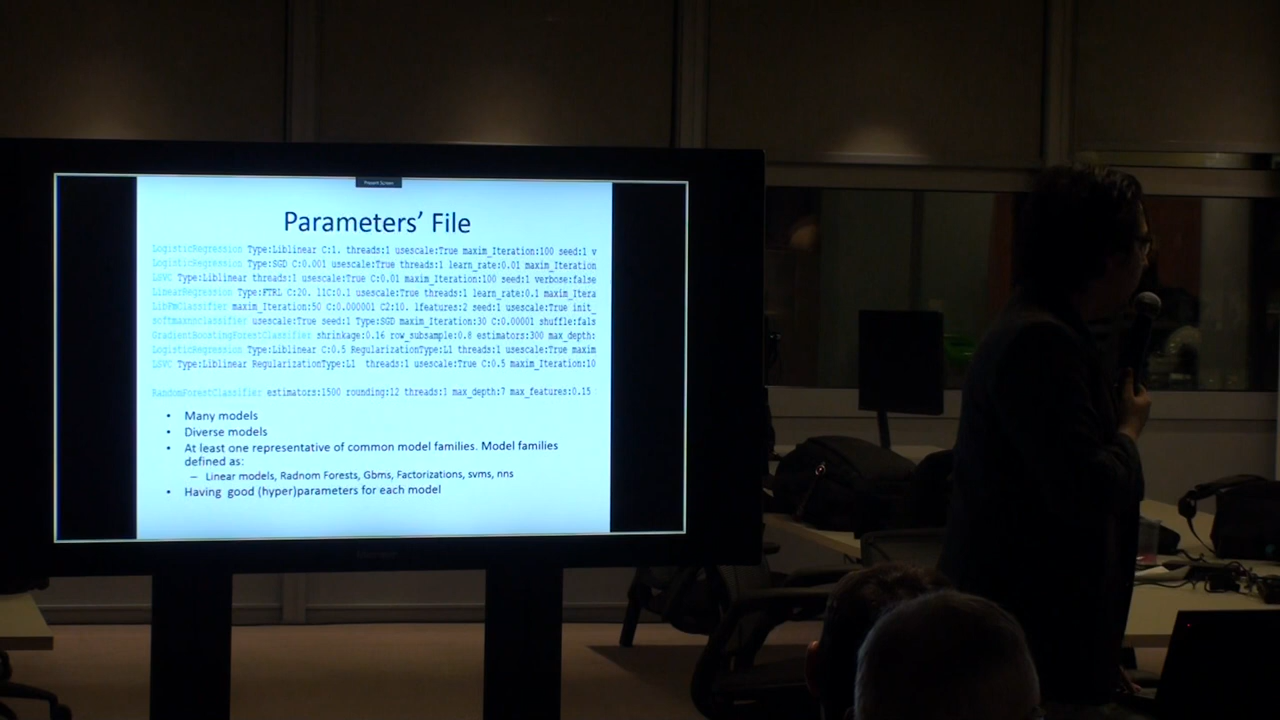 Present Screen
Parameters' File
LogisticRegression Type:Liblinear C:1. threads:1 usescale:True maxim_Iteration:100 seed:1 v
LogisticRegression Type:SGD C:0.001 usescale:True threads:1 learn_rate:0.01 maxim_Iteration
LSVC Type:Liblinear threads:1 usescale:True C:0.01 maxim_Iteration:100 seed:1 verbose:false
LinearRegression Type:FTRL C:20. l1C:0.1 usescale:True threads:1 learn_rate:0.1 maxim_Itera
LibFmClassifier maxim_Iteration:50 C:0.000001 C2:10. lfeatures:2 seed:1 usescale:True init_
softmaxnnclassifier usescale:True seed:1 Type:SGD maxim_Iteration:30 C:0.00001 shuffle:fals
GradientBoostingForestClassifier shrinkage:0.16 row_subsample:0.8 estimators:300 max_depth:
LogisticRegression Type:Liblinear C:0.5 RegularizationType:L1 threads:1 usescale:True maxim
LSVC Type:Liblinear RegularizationType:L1 threads:1 usescale:True C:0.5 maxim_Iteration:10
RandomForestClassifier estimators:1500 rounding:12 threads:1 max_depth:7 max_features:0.15
• Many models
• Diverse models
• At least one representative of common model families. Model families
defined as:
– Linear models, Radnom Forests, Gbms, Factorizations, svms, nns
• Having good (hyper)parameters for each model